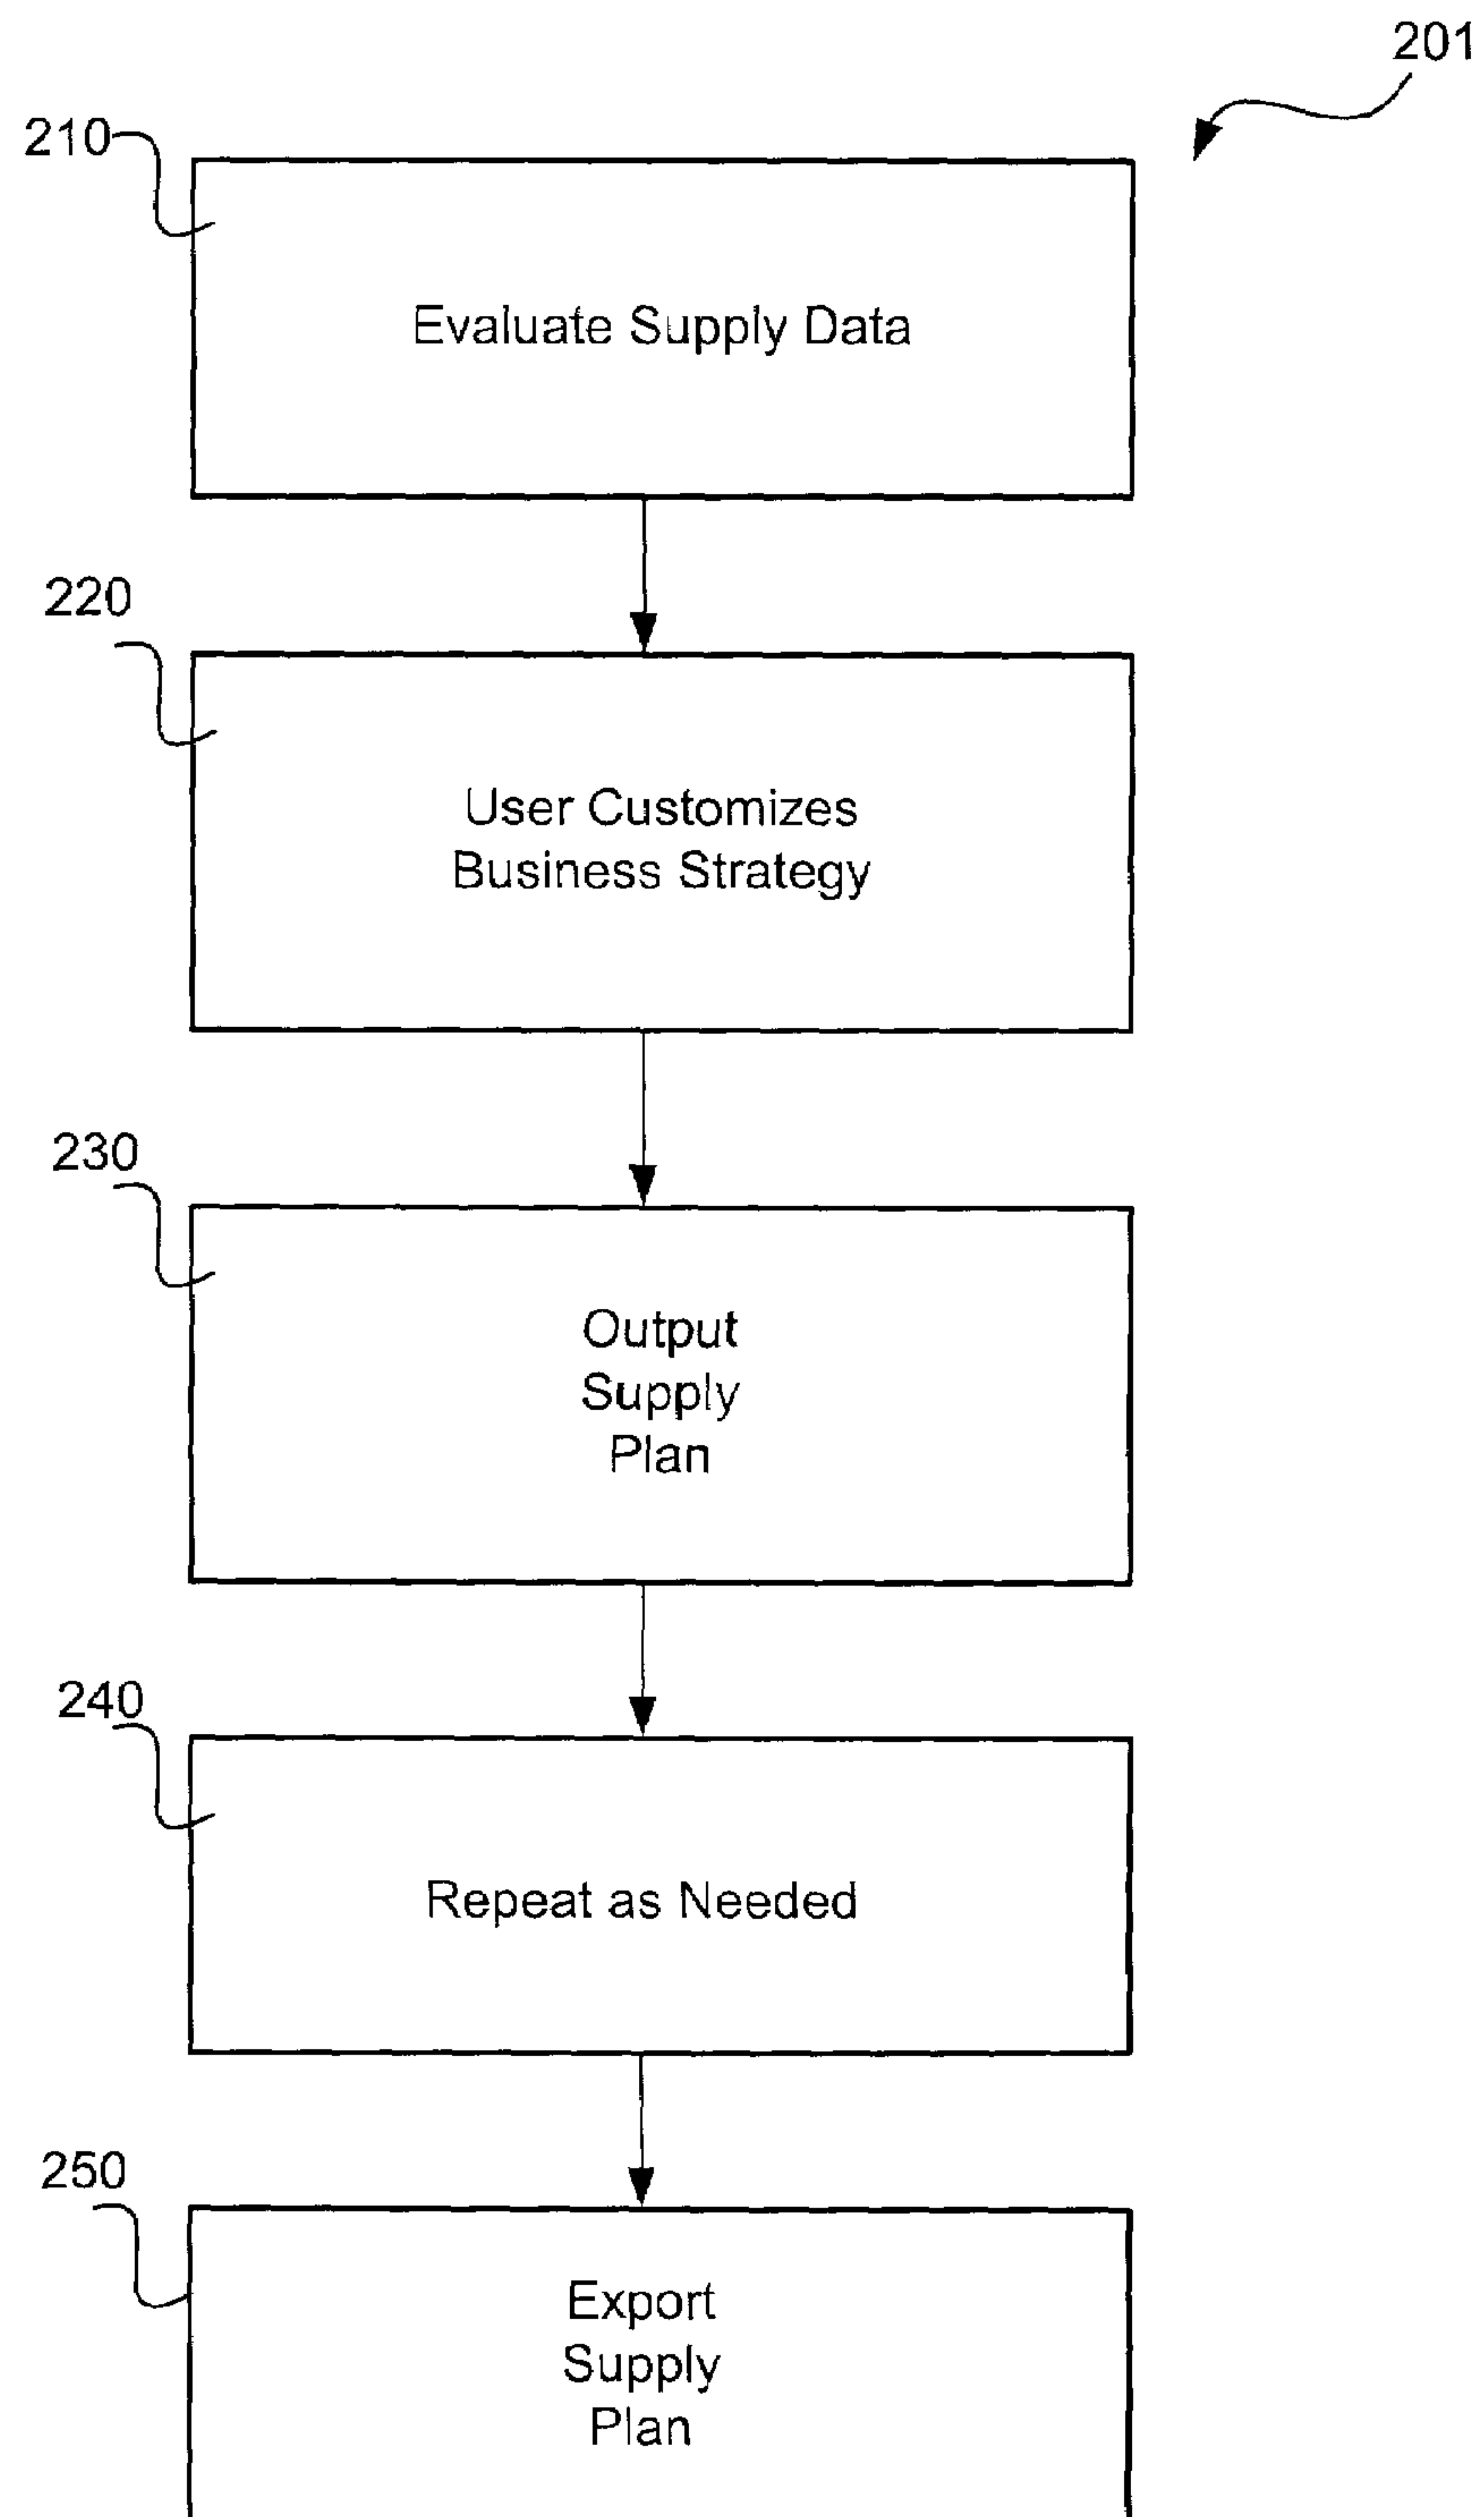 201
210
Evaluate Supply Data
220
User Customizes
Business Strategy
230
Output
Supply
Plan
240
Repeat as Needed
250
Export
Supply
Plan